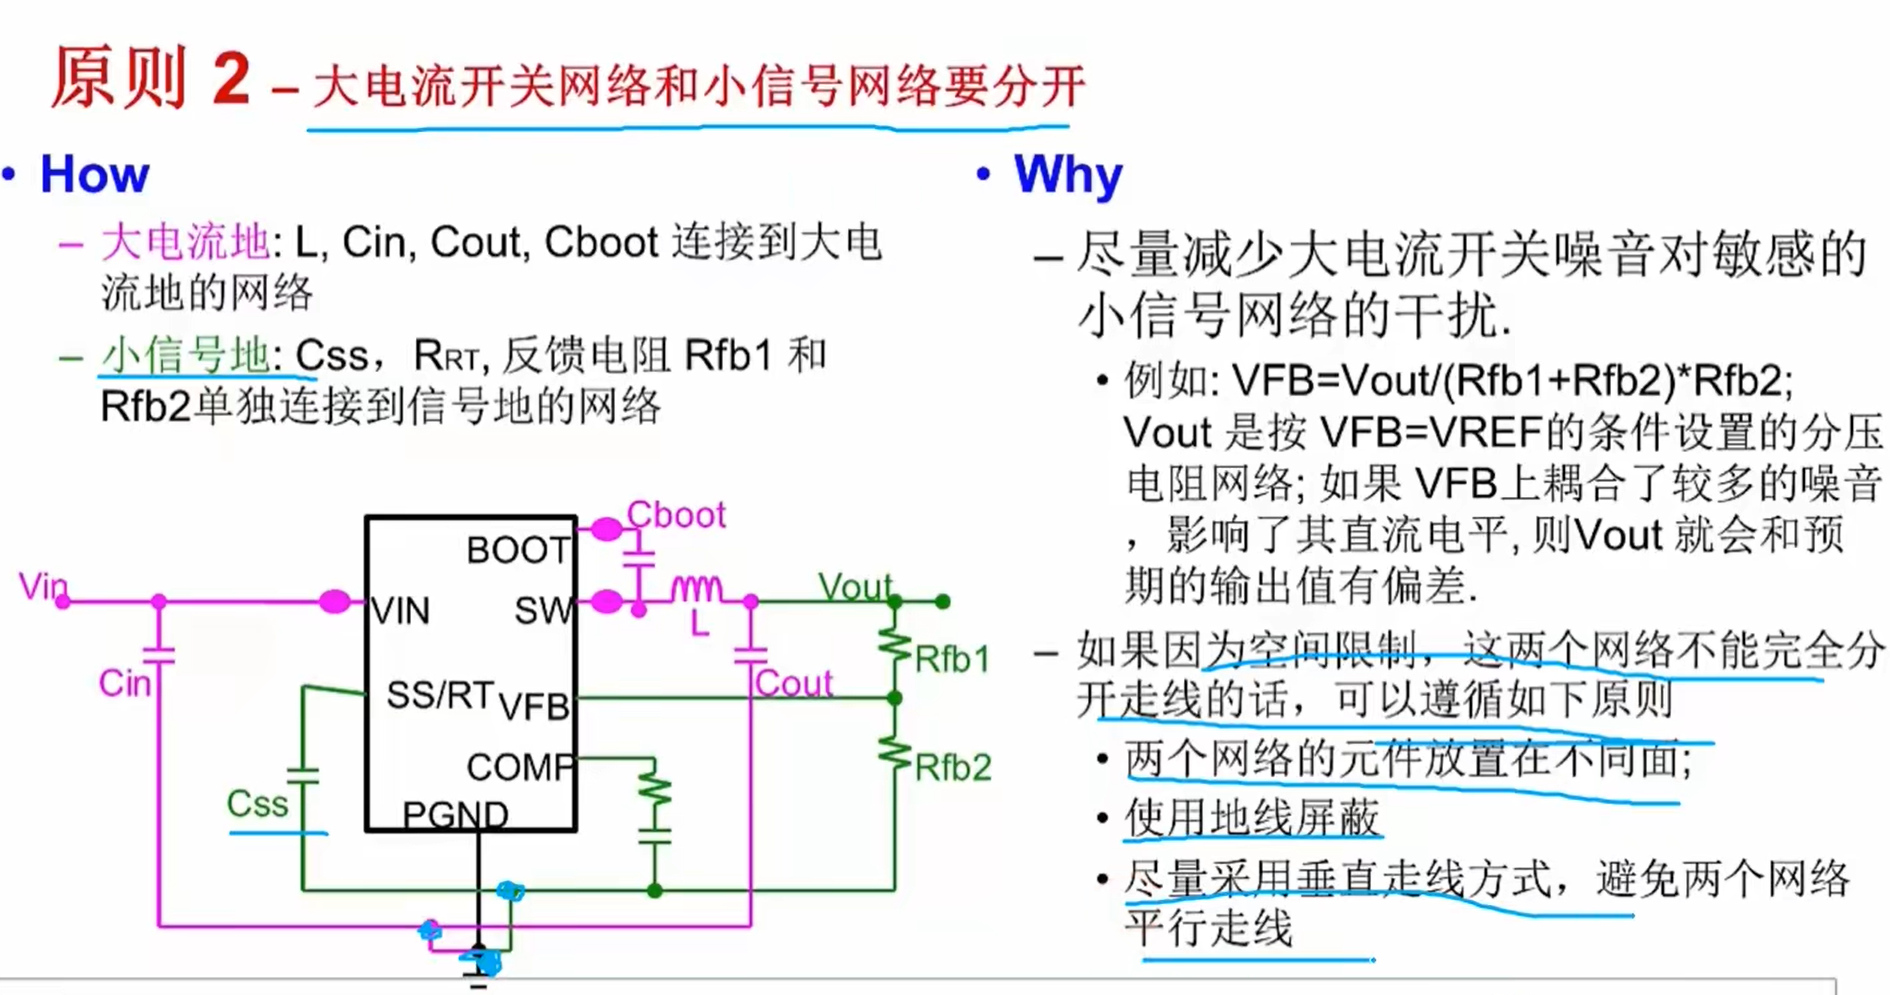 原则 2 – 大电流开关网络和小信号网络要分开
• How
– 大电流地: L, Cin, Cout, Cboot 连接到大电
流地的网络
– 小信号地: Css，RRT, 反馈电阻 Rfb1 和
Rfb2单独连接到信号地的网络
Cboot
BOOT
Vin
VIN
SW
L
Vout
Cin
Rfb1
Cout
SS/RT
VFB
COMP
Rfb2
Css
PGND
• Why
– 尽量减少大电流开关噪音对敏感的
小信号网络的干扰.
• 例如: VFB=Vout/(Rfb1+Rfb2)*Rfb2;
Vout 是按 VFB=VREF的条件设置的分压
电阻网络; 如果 VFB上耦合了较多的噪音
，影响了其直流电平, 则Vout 就会和预
期的输出值有偏差.
– 如果因为空间限制，这两个网络不能完全分
开走线的话，可以遵循如下原则
• 两个网络的元件放置在不同面;
• 使用地线屏蔽
• 尽量采用垂直走线方式，避免两个网络
平行走线